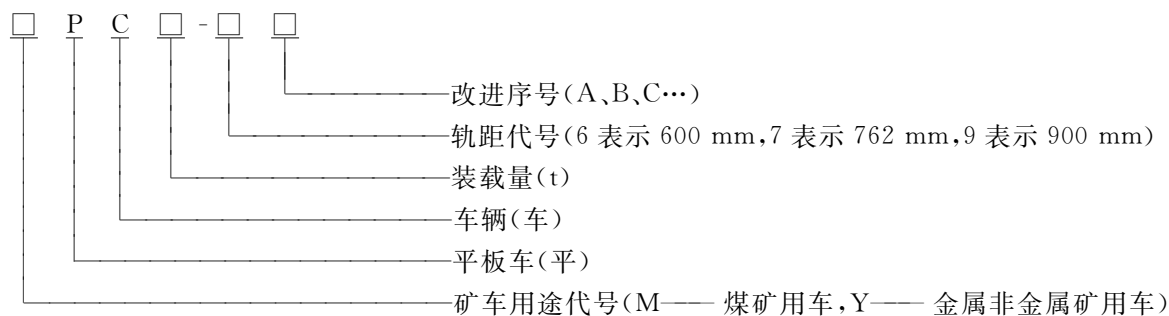 □ P C □ - □ □
改进序号(A、B、C…)
轨距代号(6 表示 600 mm,7 表示 762 mm,9 表示 900 mm)
装载量(t)
车辆(车)
平板车(平)
矿车用途代号(M—— 煤矿用车,Y—— 金属非金属矿用车)